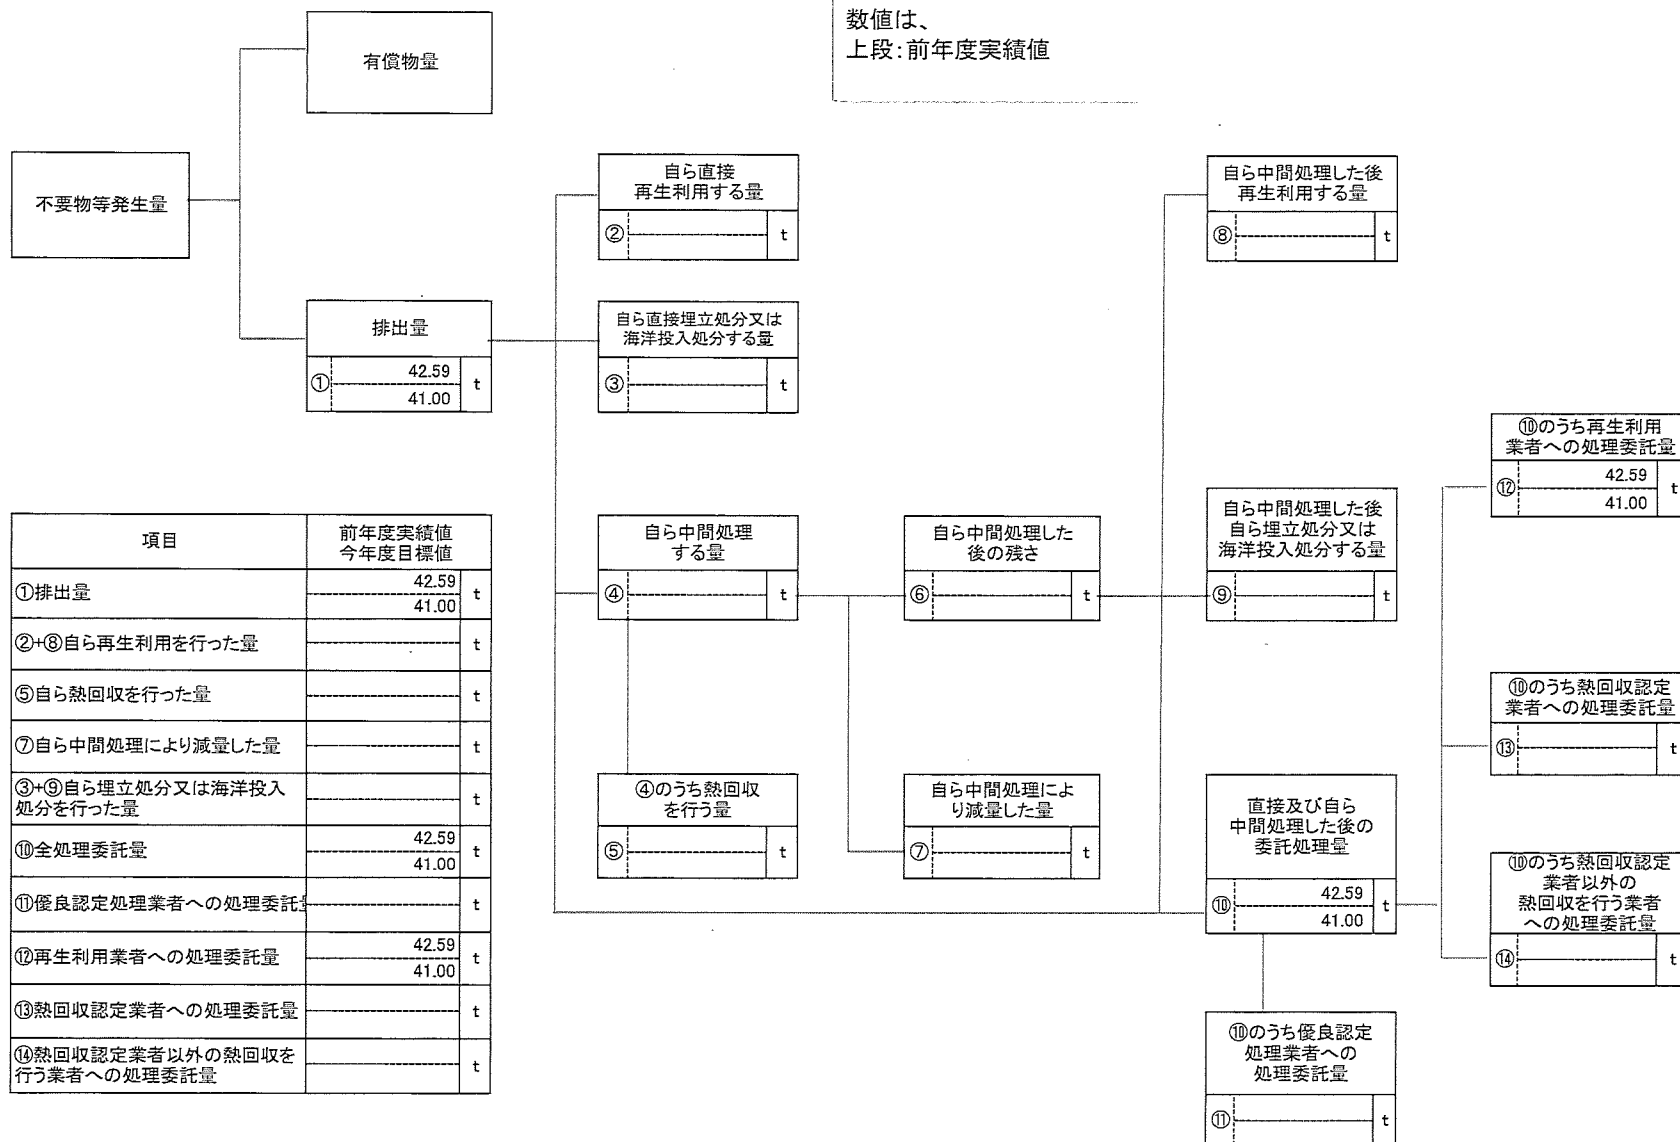 数値は、
上段:前年度実績値
有償物量
不要物等発生量
排出量
① 42.59 t
41.00
自ら直接
再生利用する量
② t
自ら直接埋立処分又は
海洋投入処分する量
③ t
自ら中間処理
する量
④ t
④のうち熱回収
を行う量
⑤ t
自ら中間処理した
後の残さ
⑥ t
自ら中間処理によ
り減量した量
⑦ t
自ら中間処理した後
再生利用する量
⑧ t
自ら中間処理した後
自ら埋立処分又は
海洋投入処分する量
⑨ t
直接及び自ら
中間処理した後の
委託処理量
⑩ 42.59 t
41.00
⑩のうち優良認定
処理業者への
処理委託量
⑪ t
⑩のうち再生利用
業者への処理委託量
⑫ 42.59 t
41.00
⑩のうち熱回収認定
業者への処理委託量
⑬ t
⑩のうち熱回収認定
業者以外の
熱回収を行う業者
への処理委託量
⑭ t
項目
前年度実績値
今年度目標値
①排出量 42.59 t
41.00
②+⑧自ら再生利用を行った量 t
⑤自ら熱回収を行った量 t
⑦自ら中間処理により減量した量 t
③+⑨自ら埋立処分又は海洋投入
処分を行った量 t
⑩全処理委託量 42.59 t
41.00
⑪優良認定処理業者への処理委託 t
⑫再生利用業者への処理委託量 42.59 t
41.00
⑬熱回収認定業者への処理委託量 t
⑭熱回収認定業者以外の熱回収を
行う業者への処理委託量 t